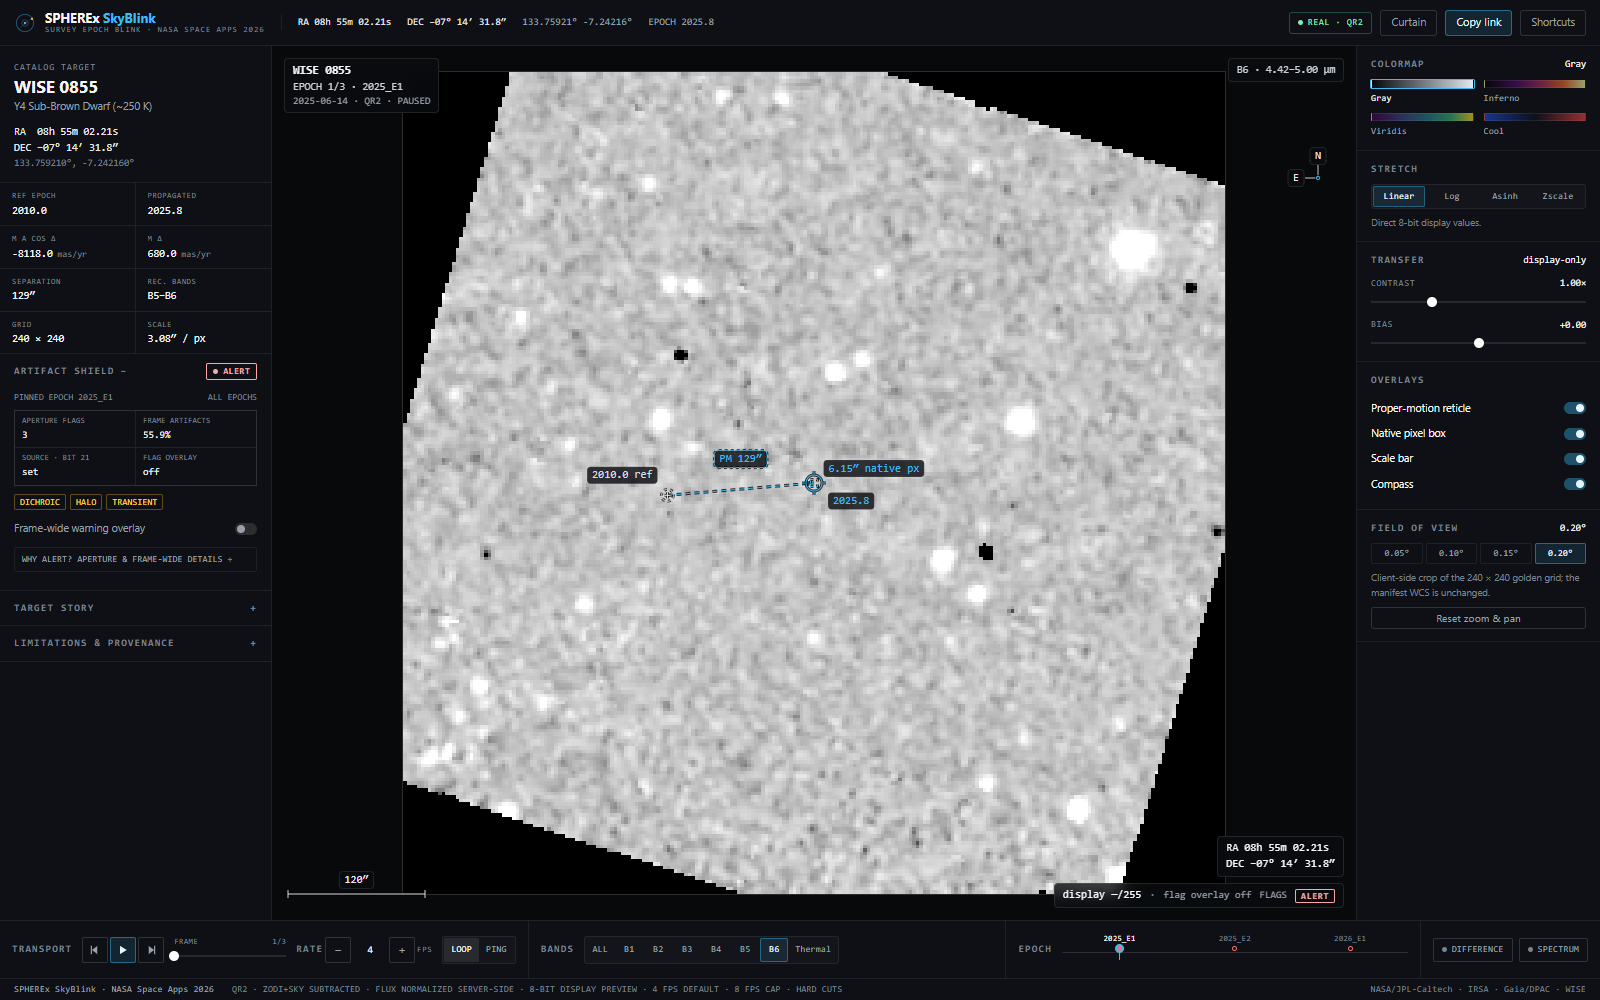 SPHEREx SkyBlink
SURVEY EPOCH BLINK · NASA SPACE APPS 2026
RA 08h 55m 02.21s DEC −07° 14′ 31.8″ 133.75921° -7.24216° EPOCH 2025.8
REAL · QR2
Curtain
Copy link
Shortcuts
CATALOG TARGET
WISE 0855
Y4 Sub-Brown Dwarf (~250 K)
RA 08h 55m 02.21s
DEC −07° 14′ 31.8″
133.759210°, -7.242160°
REF EPOCH
2010.0
PROPAGATED
2025.8
Μ Α COS Δ
-8118.0 mas/yr
Μ Δ
680.0 mas/yr
SEPARATION
129″
REC. BANDS
B5–B6
GRID
240 × 240
SCALE
3.08″ / px
ARTIFACT SHIELD −
ALERT
PINNED EPOCH 2025_E1
ALL EPOCHS
APERTURE FLAGS
3
FRAME ARTIFACTS
55.9%
SOURCE · BIT 21
set
FLAG OVERLAY
off
DICHROIC
HALO
TRANSIENT
Frame-wide warning overlay
WHY ALERT? APERTURE & FRAME-WIDE DETAILS +
TARGET STORY +
LIMITATIONS & PROVENANCE +
WISE 0855
EPOCH 1/3 · 2025_E1
2025-06-14 · QR2 · PAUSED
B6 · 4.42–5.00 μm
N
E
PM 129″
2010.0 ref
6.15″ native px
2025.8
120″
RA 08h 55m 02.21s
DEC −07° 14′ 31.8″
display —/255 · flag overlay off FLAGS ALERT
COLORMAP Gray
Gray
Inferno
Viridis
Cool
STRETCH
Linear
Log
Asinh
Zscale
Direct 8-bit display values.
TRANSFER display-only
CONTRAST 1.00×
BIAS +0.00
OVERLAYS
Proper-motion reticle
Native pixel box
Scale bar
Compass
FIELD OF VIEW 0.20°
0.05°
0.10°
0.15°
0.20°
Client-side crop of the 240 × 240 golden grid; the
manifest WCS is unchanged.
Reset zoom & pan
TRANSPORT
FRAME 1/3
RATE − 4 + FPS
LOOP
PING
BANDS
ALL
B1
B2
B3
B4
B5
B6
Thermal
EPOCH
2025_E1
2025_E2
2026_E1
DIFFERENCE
SPECTRUM
SPHEREx SkyBlink · NASA Space Apps 2026
QR2 · ZODI+SKY SUBTRACTED · FLUX NORMALIZED SERVER-SIDE · 8-BIT DISPLAY PREVIEW · 4 FPS DEFAULT · 8 FPS CAP · HARD CUTS
NASA/JPL-Caltech · IRSA · Gaia/DPAC · WISE